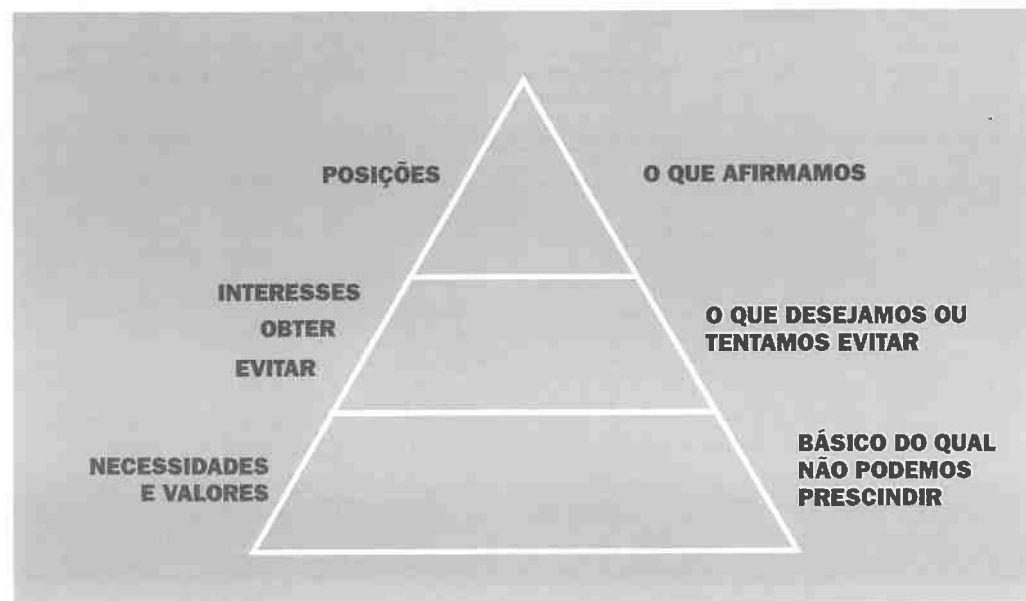 POSIÇÕES
O QUE AFIRMAMOS
INTERESSES
OBTER
EVITAR
O QUE DESEJAMOS OU
TENTAMOS EVITAR
NECESSIDADES
E VALORES
BÁSICO DO QUAL
NÃO PODEMOS
PRESCINDIR